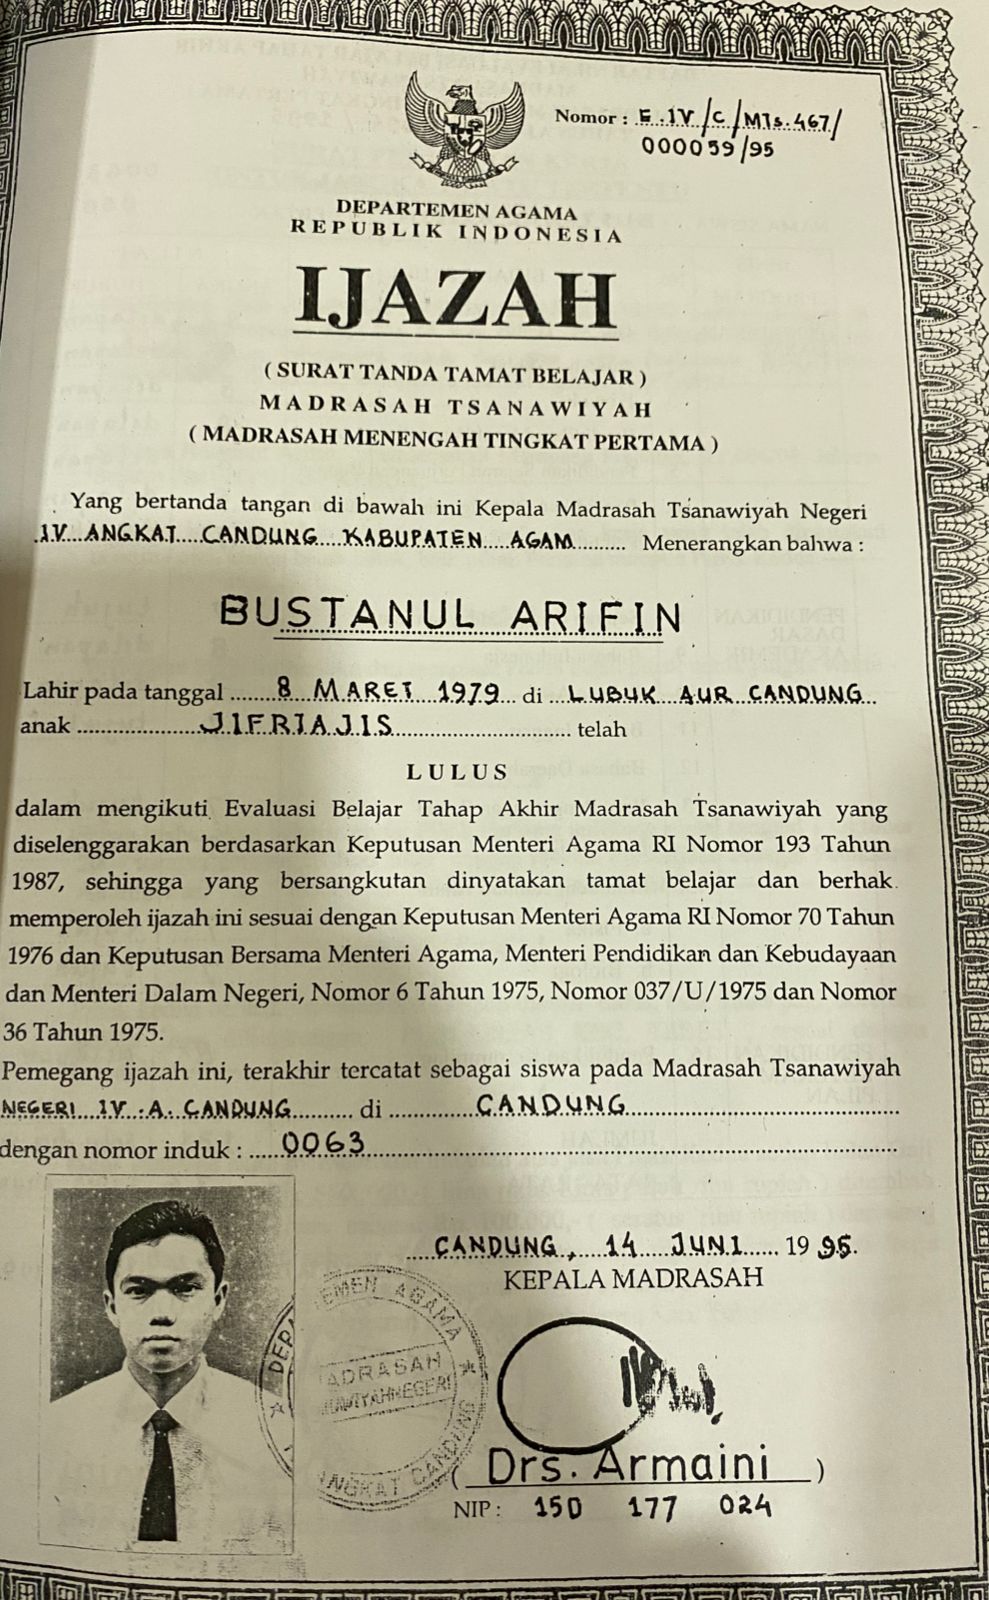 Nomor : E.IV/C/MTs.467/
000059/95
DEPARTEMEN AGAMA
REPUBLIK INDONESIA
IJAZAH
( SURAT TANDA TAMAT BELAJAR )
MADRASAH TSANAWIYAH
( MADRASAH MENENGAH TINGKAT PERTAMA )
Yang bertanda tangan di bawah ini Kepala Madrasah Tsanawiyah Negeri
IV ANGKAT CANDUNG KABUPATEN AGAM Menerangkan bahwa :
BUSTANUL ARIFIN
Lahir pada tanggal 8 MARET 1979 di LUBUK AUR CANDUNG
anak JIFRIAJIS telah
LULUS
dalam mengikuti Evaluasi Belajar Tahap Akhir Madrasah Tsanawiyah yang
diselenggarakan berdasarkan Keputusan Menteri Agama RI Nomor 193 Tahun
1987, sehingga yang bersangkutan dinyatakan tamat belajar dan berhak
memperoleh ijazah ini sesuai dengan Keputusan Menteri Agama RI Nomor 70 Tahun
1976 dan Keputusan Bersama Menteri Agama, Menteri Pendidikan dan Kebudayaan
dan Menteri Dalam Negeri, Nomor 6 Tahun 1975, Nomor 037/U/1975 dan Nomor
36 Tahun 1975.
Pemegang ijazah ini, terakhir tercatat sebagai siswa pada Madrasah Tsanawiyah
NEGERI IV A. CANDUNG di CANDUNG
dengan nomor induk : 0063
CANDUNG, 14 JUNI 1995.
KEPALA MADRASAH
DEPA
EMEN AGAMA
ADRASAH
NGKAT CANDUNG
( Drs. Armaini )
NIP : 150 177 024